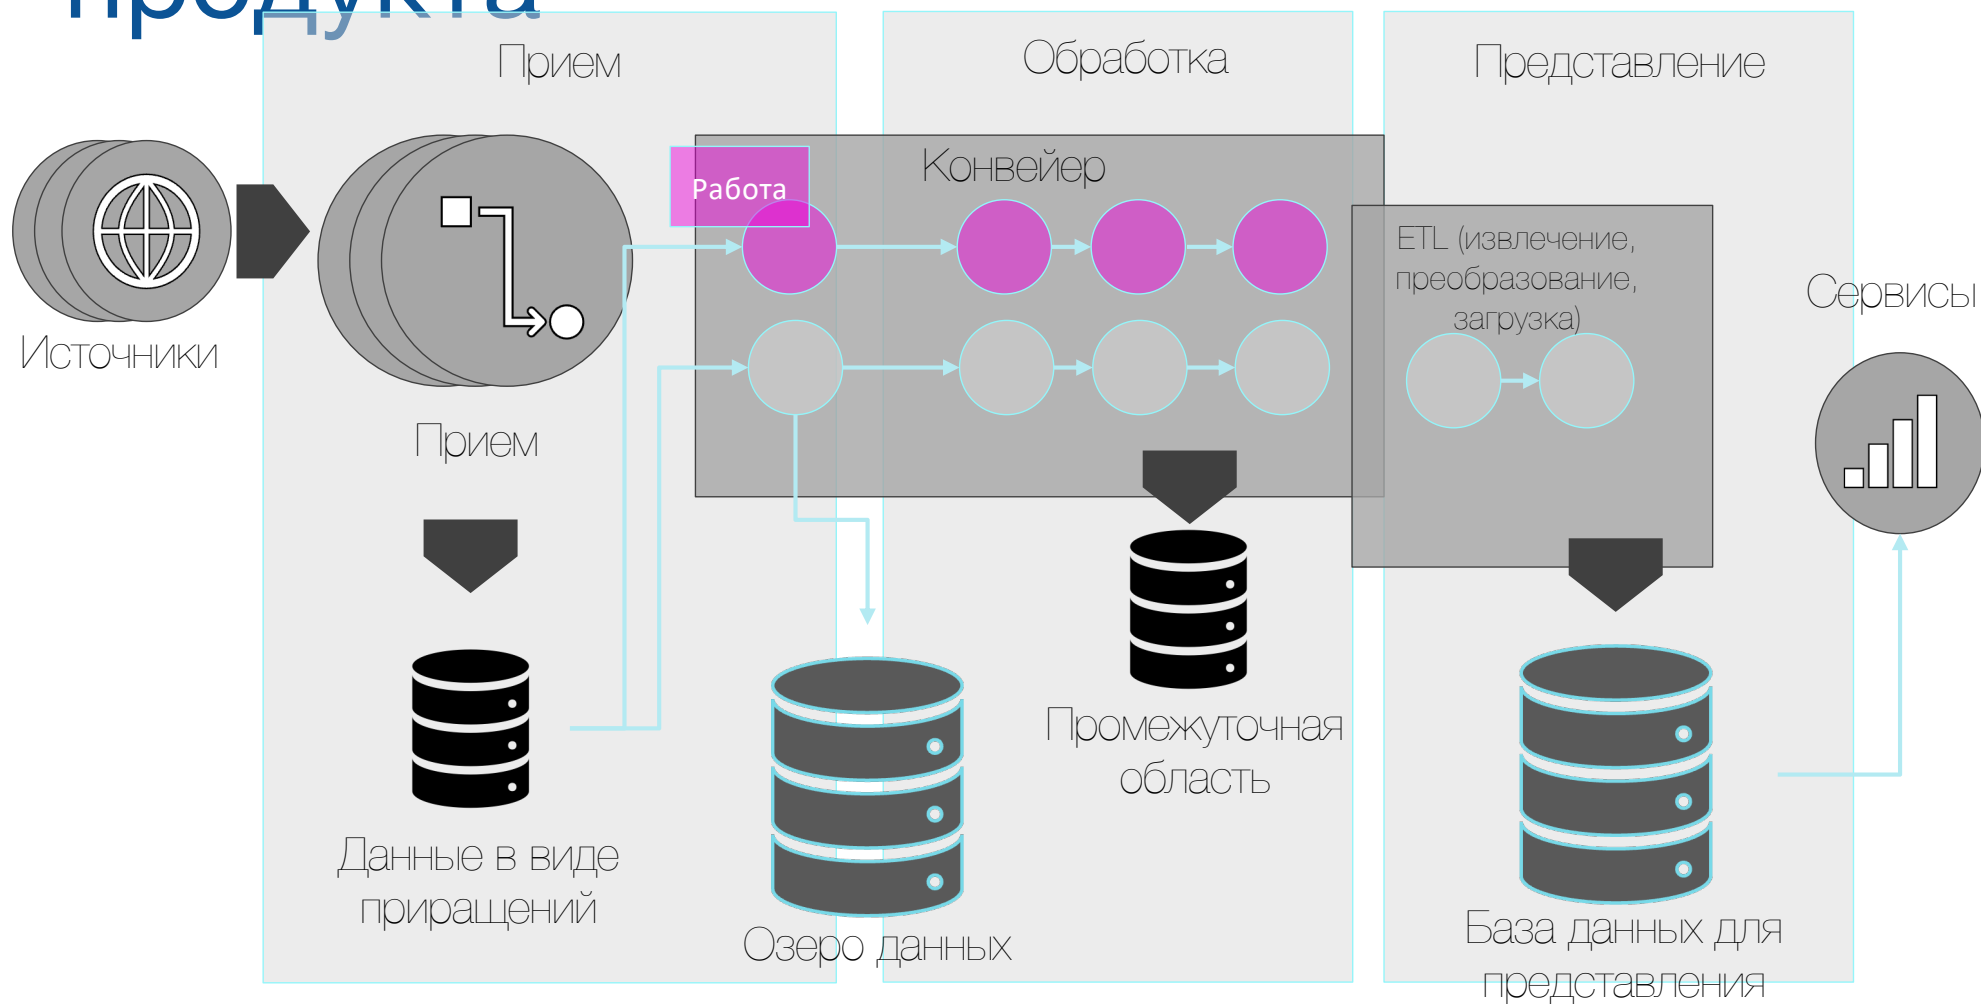 продукта
Прием
Обработка
Представление
Работа
Конвейер
ETL (извлечение,
преобразование,
загрузка)
Сервисы
Источники
Прием
Промежуточная
область
Данные в виде
приращений
Озеро данных
База данных для
представления